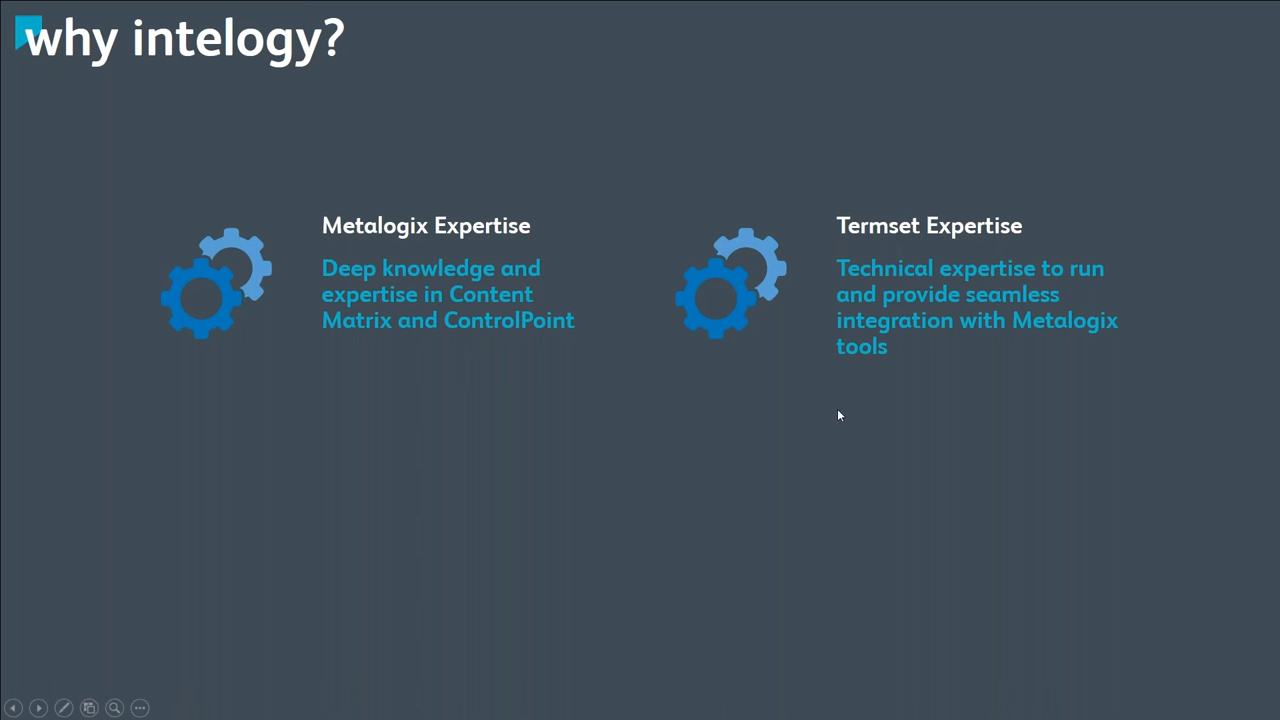 why intelogy?
Metalogix Expertise
Deep knowledge and
expertise in Content
Matrix and ControlPoint
Termset Expertise
Technical expertise to run
and provide seamless
integration with Metalogix
tools